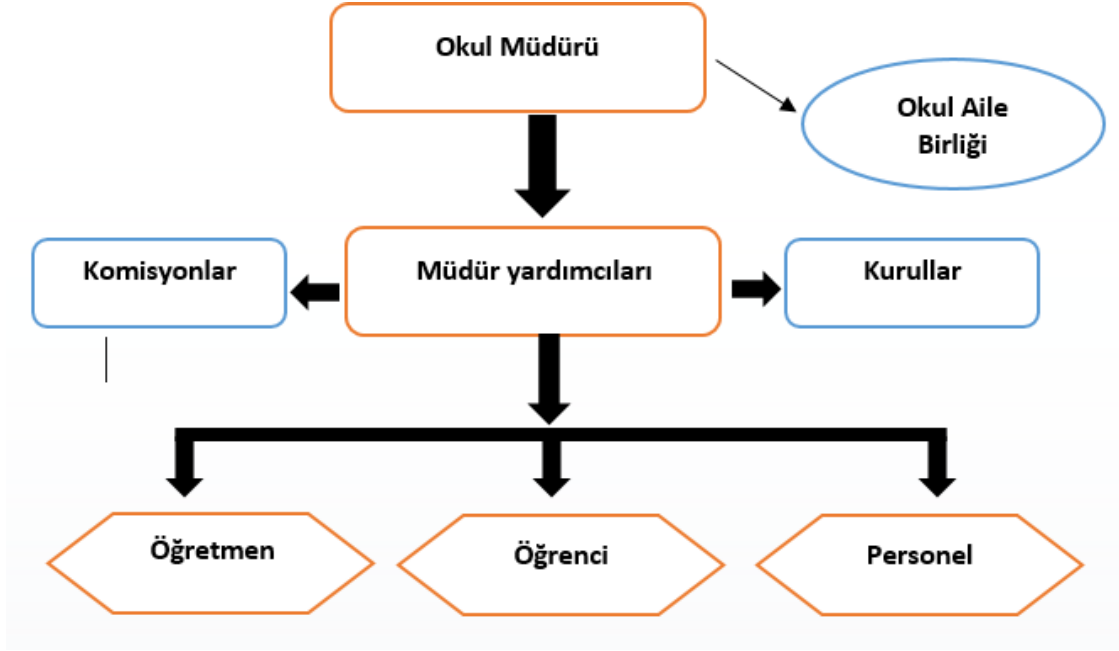 Okul Müdürü
Okul Aile
Birliği
Komisyonlar
Müdür yardımcıları
Kurullar
Öğretmen
Öğrenci
Personel